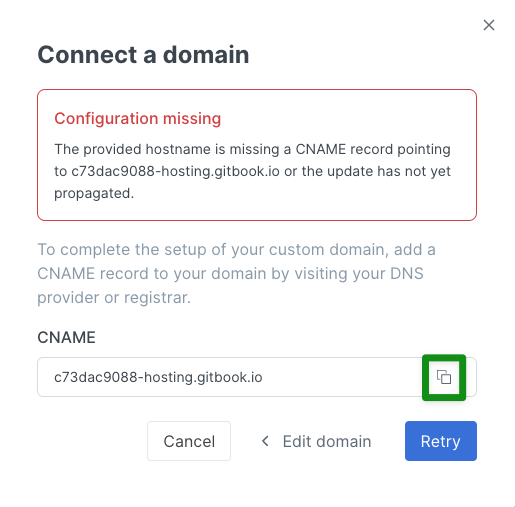 Connect a domain
Configuration missing
The provided hostname is missing a CNAME record pointing
to c73dac9088-hosting.gitbook.io or the update has not yet
propagated.
To complete the setup of your custom domain, add a
CNAME record to your domain by visiting your DNS
provider or registrar.
CNAME
c73dac9088-hosting.gitbook.io
Cancel
Edit domain
Retry